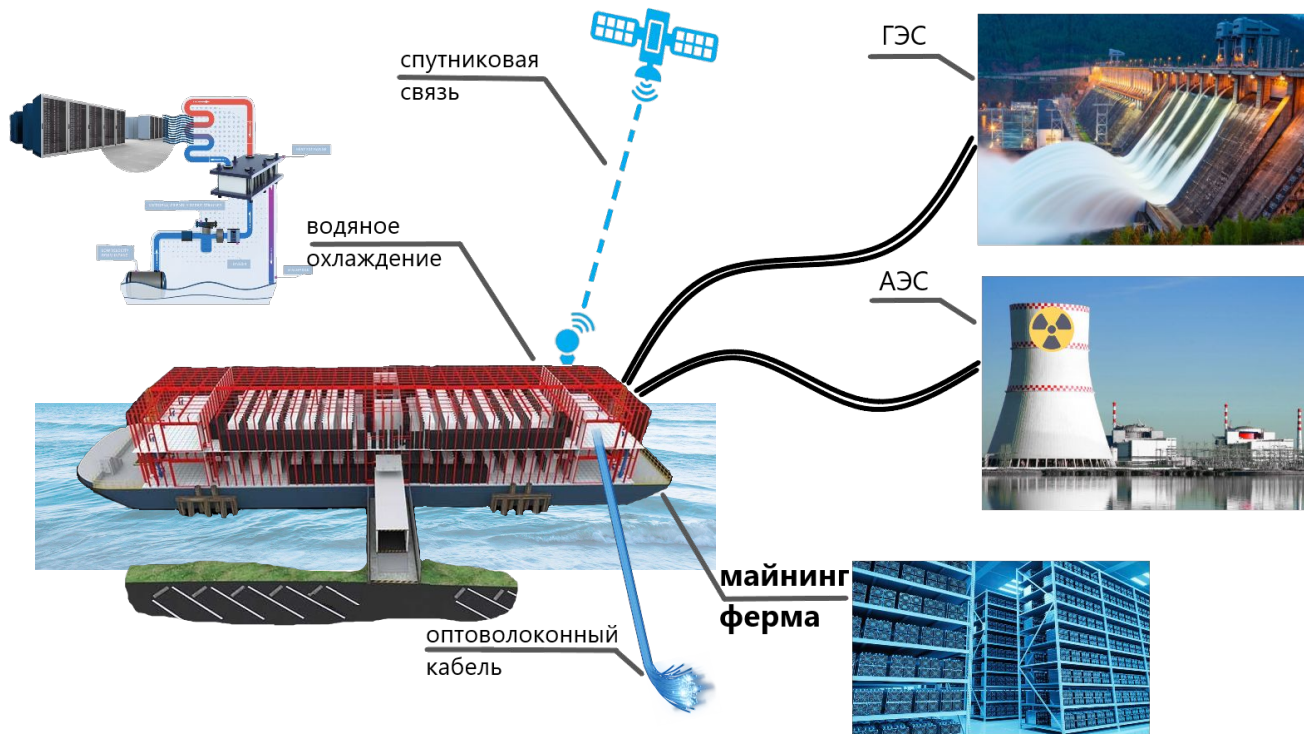 спутниковая
связь
ГЭС
водяное
охлаждение
АЭС
майнинг
ферма
оптоволоконный
кабель